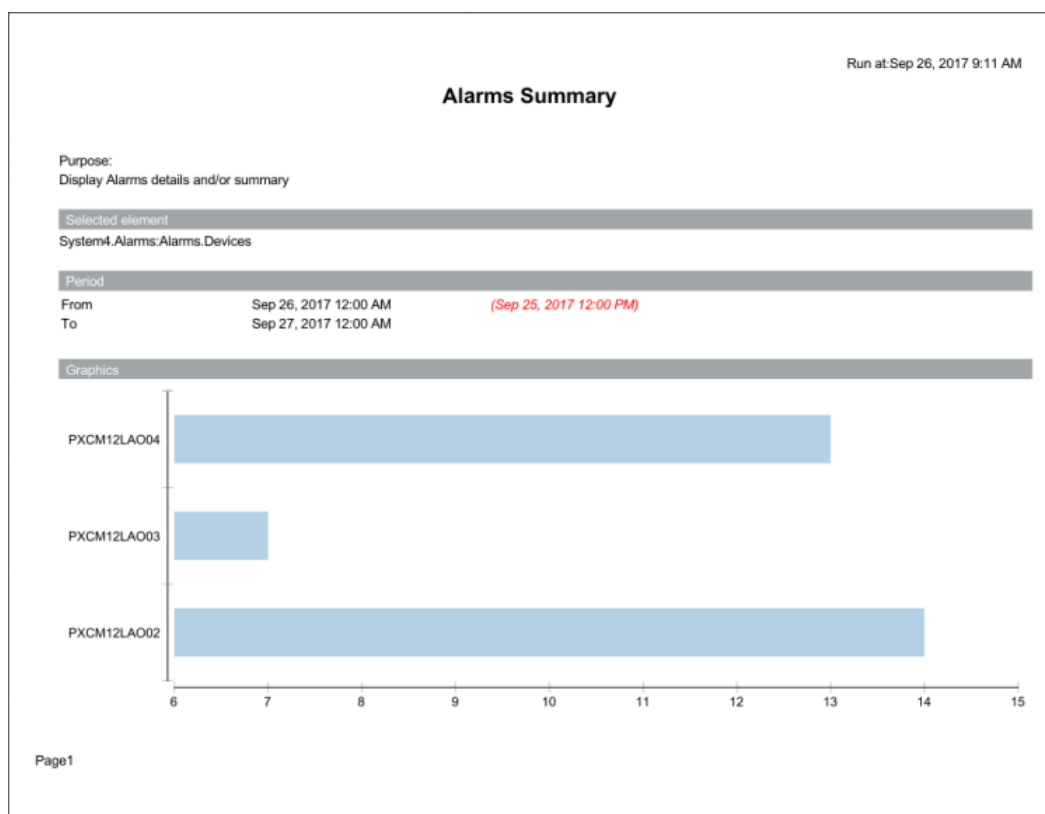 Run at:Sep 26, 2017 9:11 AM
Alarms Summary
Purpose:
Display Alarms details and/or summary
Selected element
System4.Alarms:Alarms.Devices
Period
From Sep 26, 2017 12:00 AM (Sep 25, 2017 12:00 PM)
To Sep 27, 2017 12:00 AM
Graphics
PXCM12LAO04
PXCM12LAO03
PXCM12LAO02
6 7 8 9 10 11 12 13 14 15
Page1